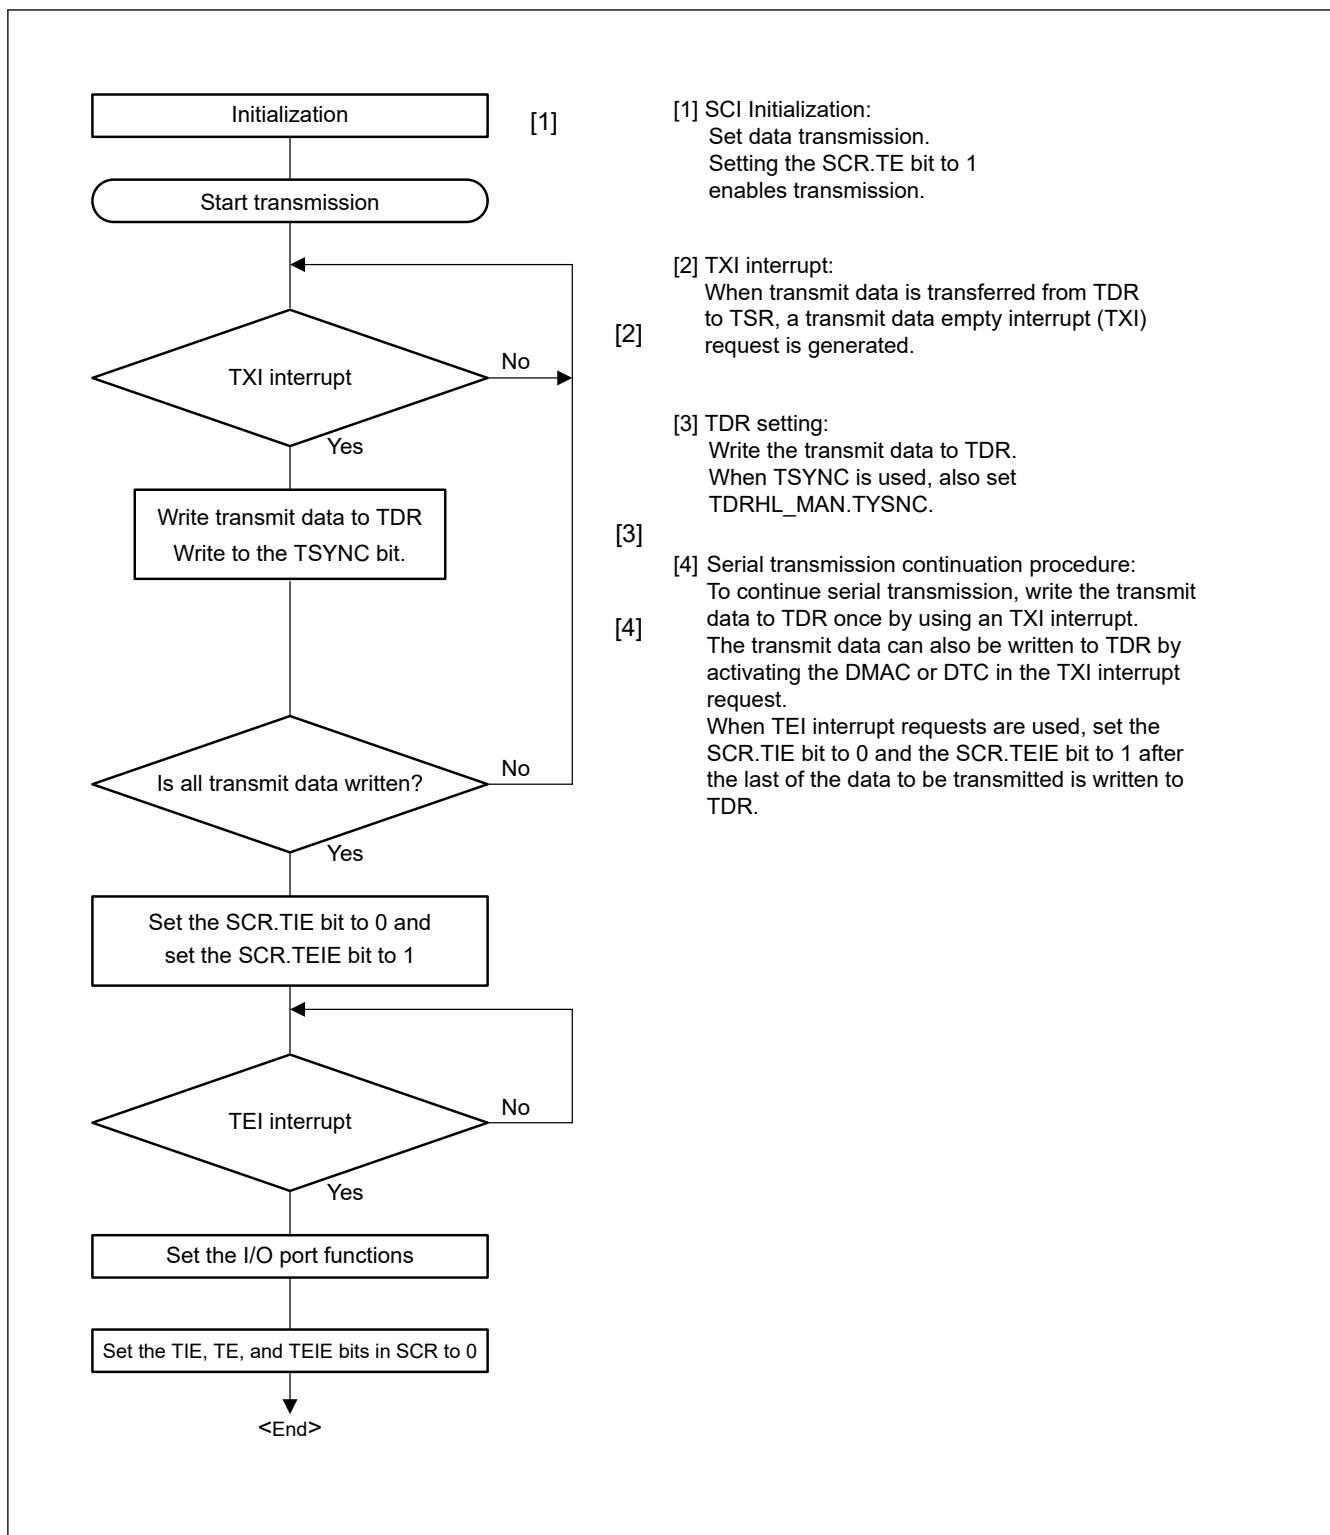 Initialization
[1]
Start transmission
TXI interrupt
No
[2]
Yes
Write transmit data to TDR
Write to the TSYNC bit.
[3]
[4]
Is all transmit data written?
No
Yes
Set the SCR.TIE bit to 0 and
set the SCR.TEIE bit to 1
TEI interrupt
No
Yes
Set the I/O port functions
Set the TIE, TE, and TEIE bits in SCR to 0
<End>
[1] SCI Initialization:
Set data transmission.
Setting the SCR.TE bit to 1
enables transmission.
[2] TXI interrupt:
When transmit data is transferred from TDR
to TSR, a transmit data empty interrupt (TXI)
request is generated.
[3] TDR setting:
Write the transmit data to TDR.
When TSYNC is used, also set
TDRHL_MAN.TYSNC.
[4] Serial transmission continuation procedure:
To continue serial transmission, write the transmit
data to TDR once by using an TXI interrupt.
The transmit data can also be written to TDR by
activating the DMAC or DTC in the TXI interrupt
request.
When TEI interrupt requests are used, set the
SCR.TIE bit to 0 and the SCR.TEIE bit to 1 after
the last of the data to be transmitted is written to
TDR.